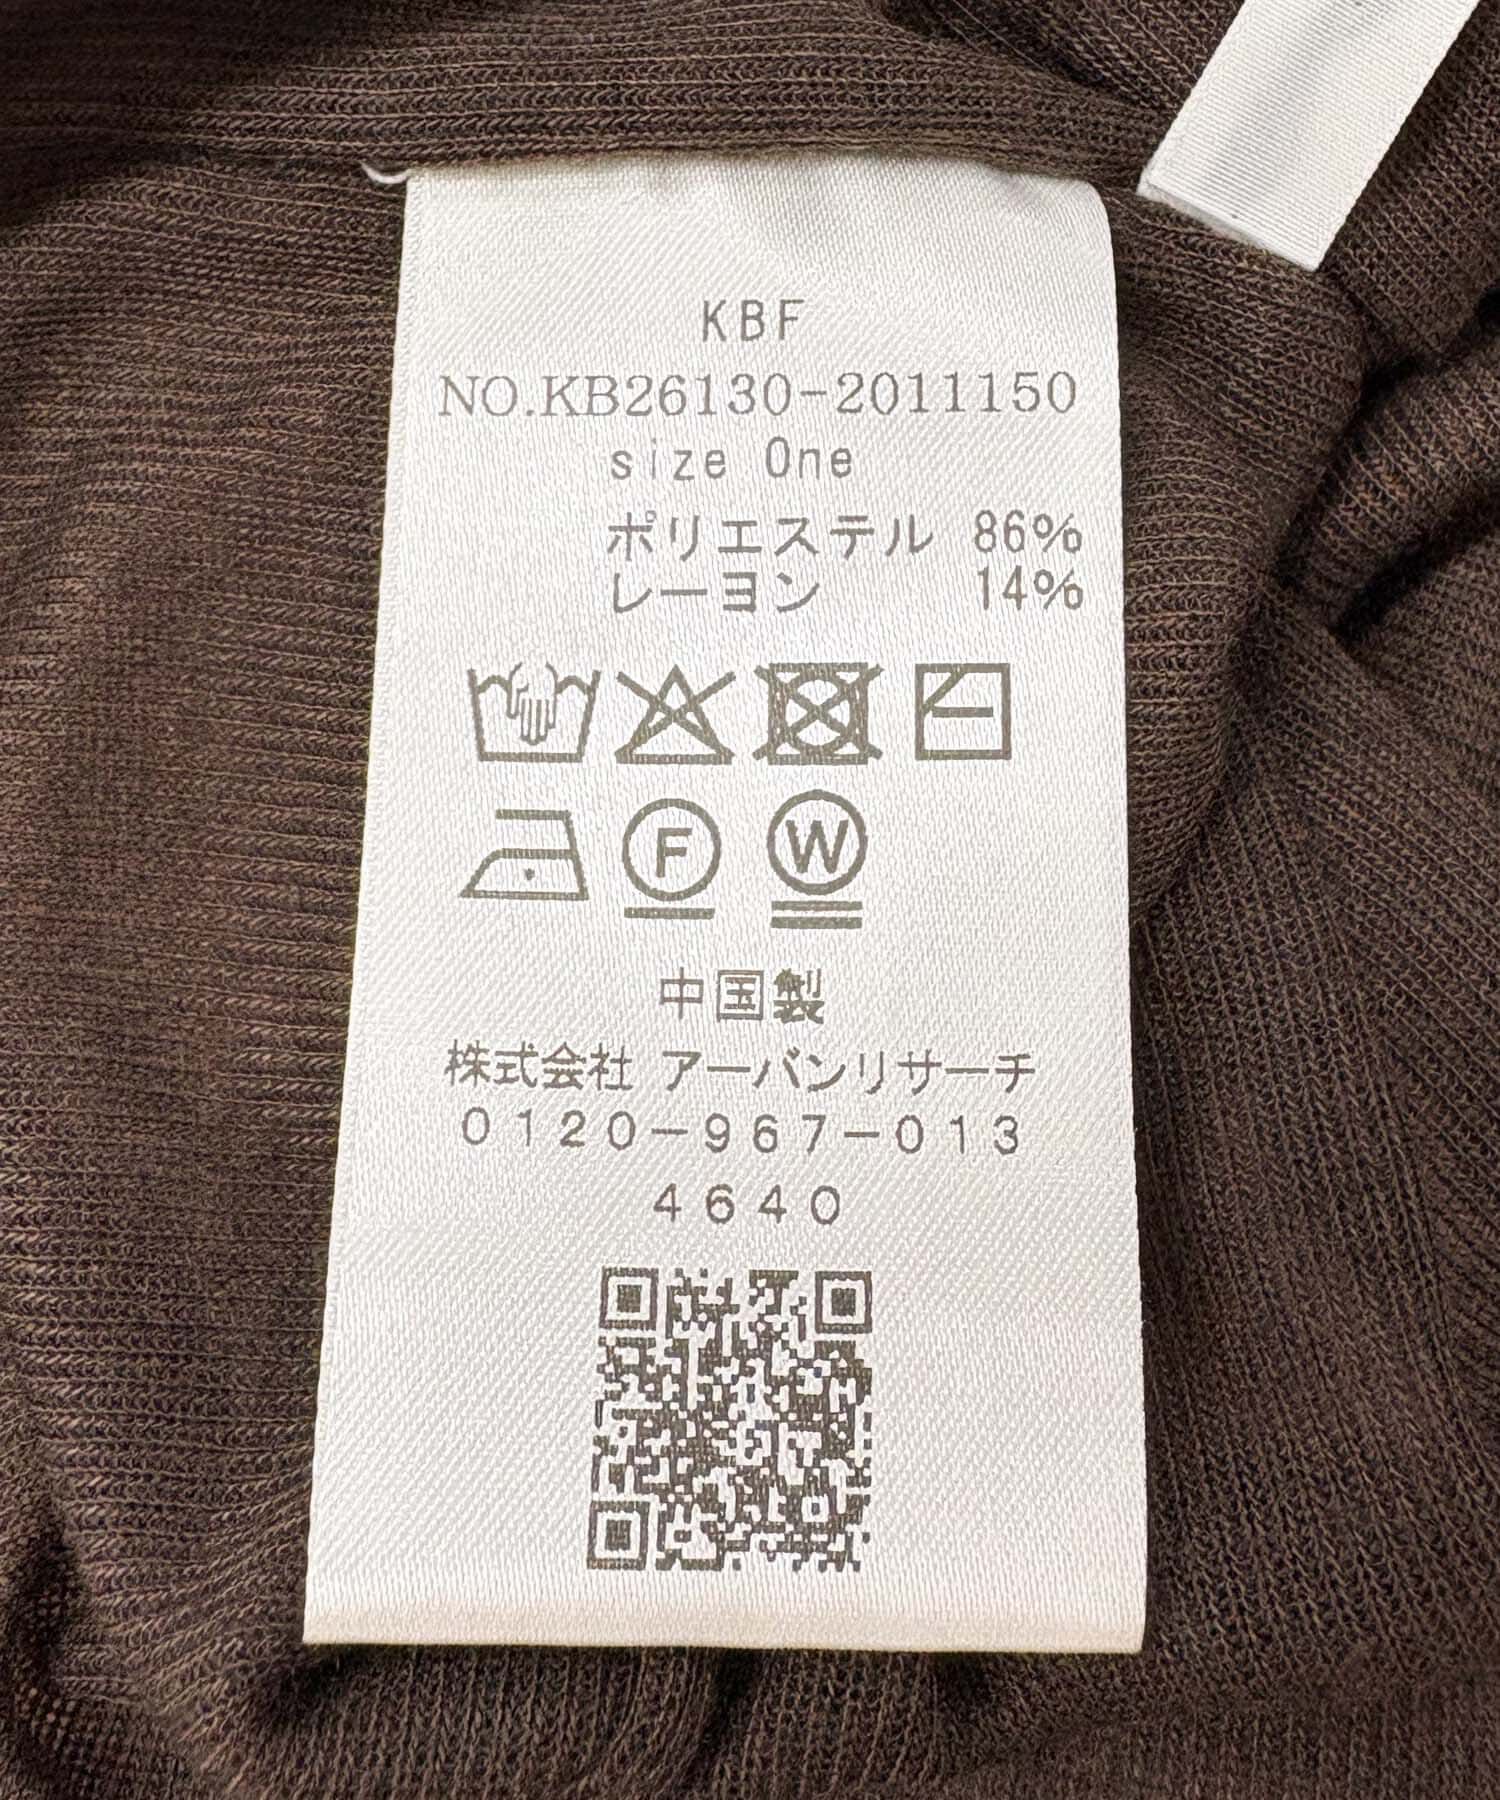 KBF
NO.KB26130-2011150
size One
ポリエステル 86%
レーヨン 14%
F W
中国製
株式会社 アーバンリサーチ
0120-967-013
4640